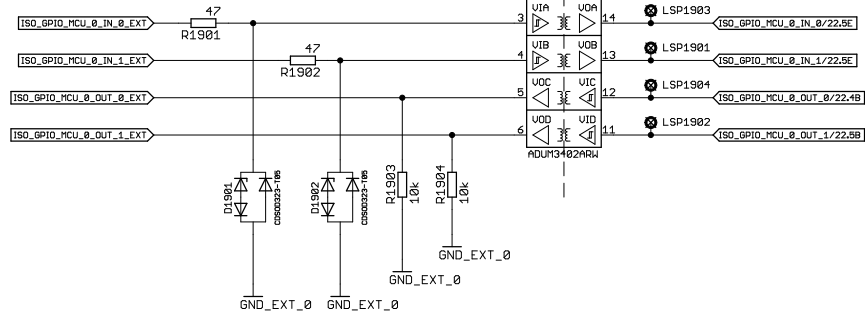 ISO_GPIO_MCU_0_IN_0_EXT
47
R1901
3
VIA
VOA
14
LSP1903
ISO_GPIO_MCU_0_IN_0/22.5E
ISO_GPIO_MCU_0_IN_1_EXT
47
R1902
4
VIB
VOB
13
LSP1901
ISO_GPIO_MCU_0_IN_1/22.5E
ISO_GPIO_MCU_0_OUT_0_EXT
5
VOC
VIC
12
LSP1904
ISO_GPIO_MCU_0_OUT_0/22.4B
ISO_GPIO_MCU_0_OUT_1_EXT
6
VOD
VID
11
LSP1902
ISO_GPIO_MCU_0_OUT_1/22.5B
ADUM3402ARW
D1901
CDSOD323-T05
D1902
CDSOD323-T05
R1903
10k
R1904
10k
GND_EXT_0
GND_EXT_0
GND_EXT_0
GND_EXT_0